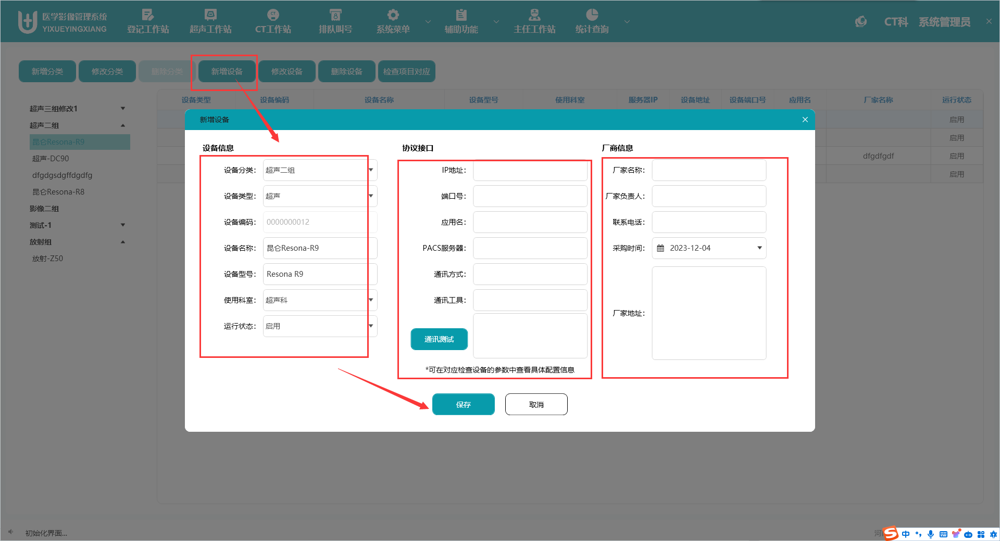 医学影像管理系统
YIXUEYINGXIANG
登记工作站
超声工作站
CT
CT工作站
排队叫号
系统菜单
辅助功能
主任工作站
统计查询
CT科
系统管理员
新增分类
修改分类
删除分类
新增设备
修改设备
删除设备
检查项目对应
设备类型
设备编码
设备名称
设备型号
使用科室
服务器IP
设备地址
设备端口号
应用名
厂家名称
运行状态
启用
启用
dfgdfgdf
启用
启用
超声三组修改1
超声二组
昆仑Resona-R9
超声-DC90
dfgdgsdgffdgdfg
昆仑Resona-R8
影像二组
测试-1
放射组
放射-Z50
新增设备
设备信息
设备分类：
超声二组
设备类型：
超声
设备编码：
0000000012
设备名称：
昆仑Resona-R9
设备型号：
Resona R9
使用科室：
超声科
运行状态：
启用
协议接口
IP地址：
端口号：
应用名：
PACS服务器：
通讯方式：
通讯工具：
通讯测试
*可在对应检查设备的参数中查看具体配置信息
厂商信息
厂家名称：
厂家负责人：
联系电话：
采购时间：
2023-12-04
厂家地址：
保存
取消
初始化界面...
河
S
中